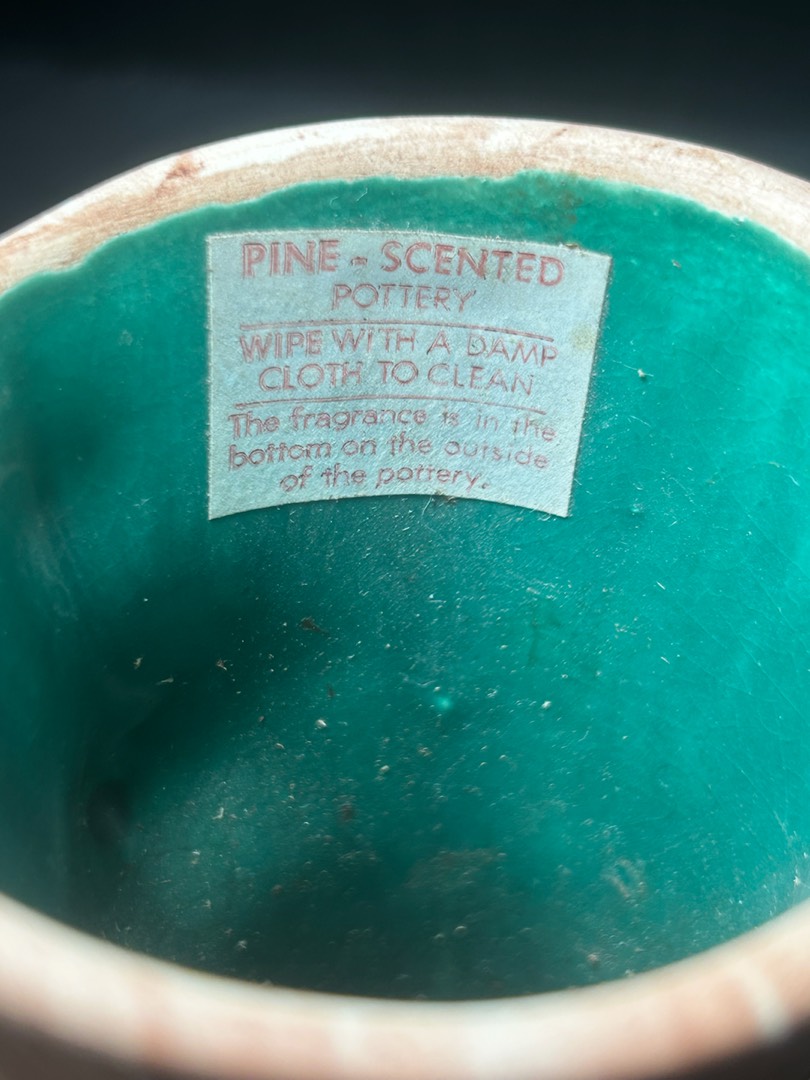 PINE - SCENTED
POTTERY
WIPE WITH A DAMP
CLOTH TO CLEAN
The fragrance is in the
bottom on the outside
of the pottery.